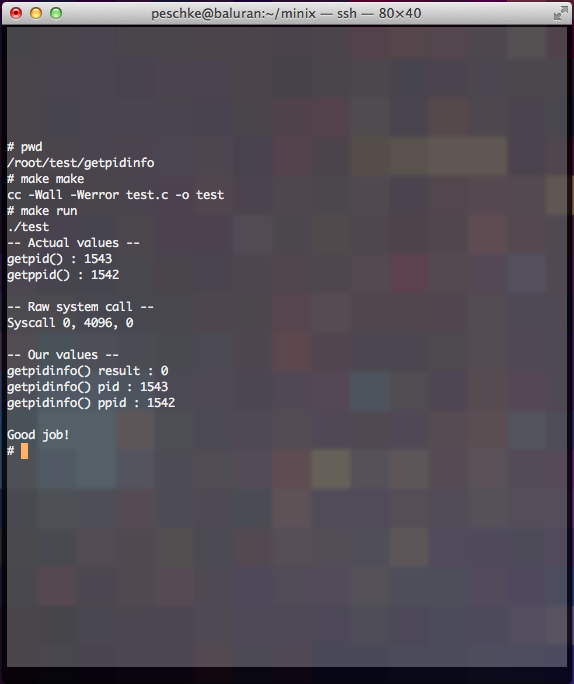 peschke@baluran:~/minix — ssh — 80×40
# pwd
/root/test/getpidinfo
# make make
cc -Wall -Werror test.c -o test
# make run
./test
-- Actual values --
getpid() : 1543
getppid() : 1542
-- Raw system call --
Syscall 0, 4096, 0
-- Our values --
getpidinfo() result : 0
getpidinfo() pid : 1543
getpidinfo() ppid : 1542
Good job!
#